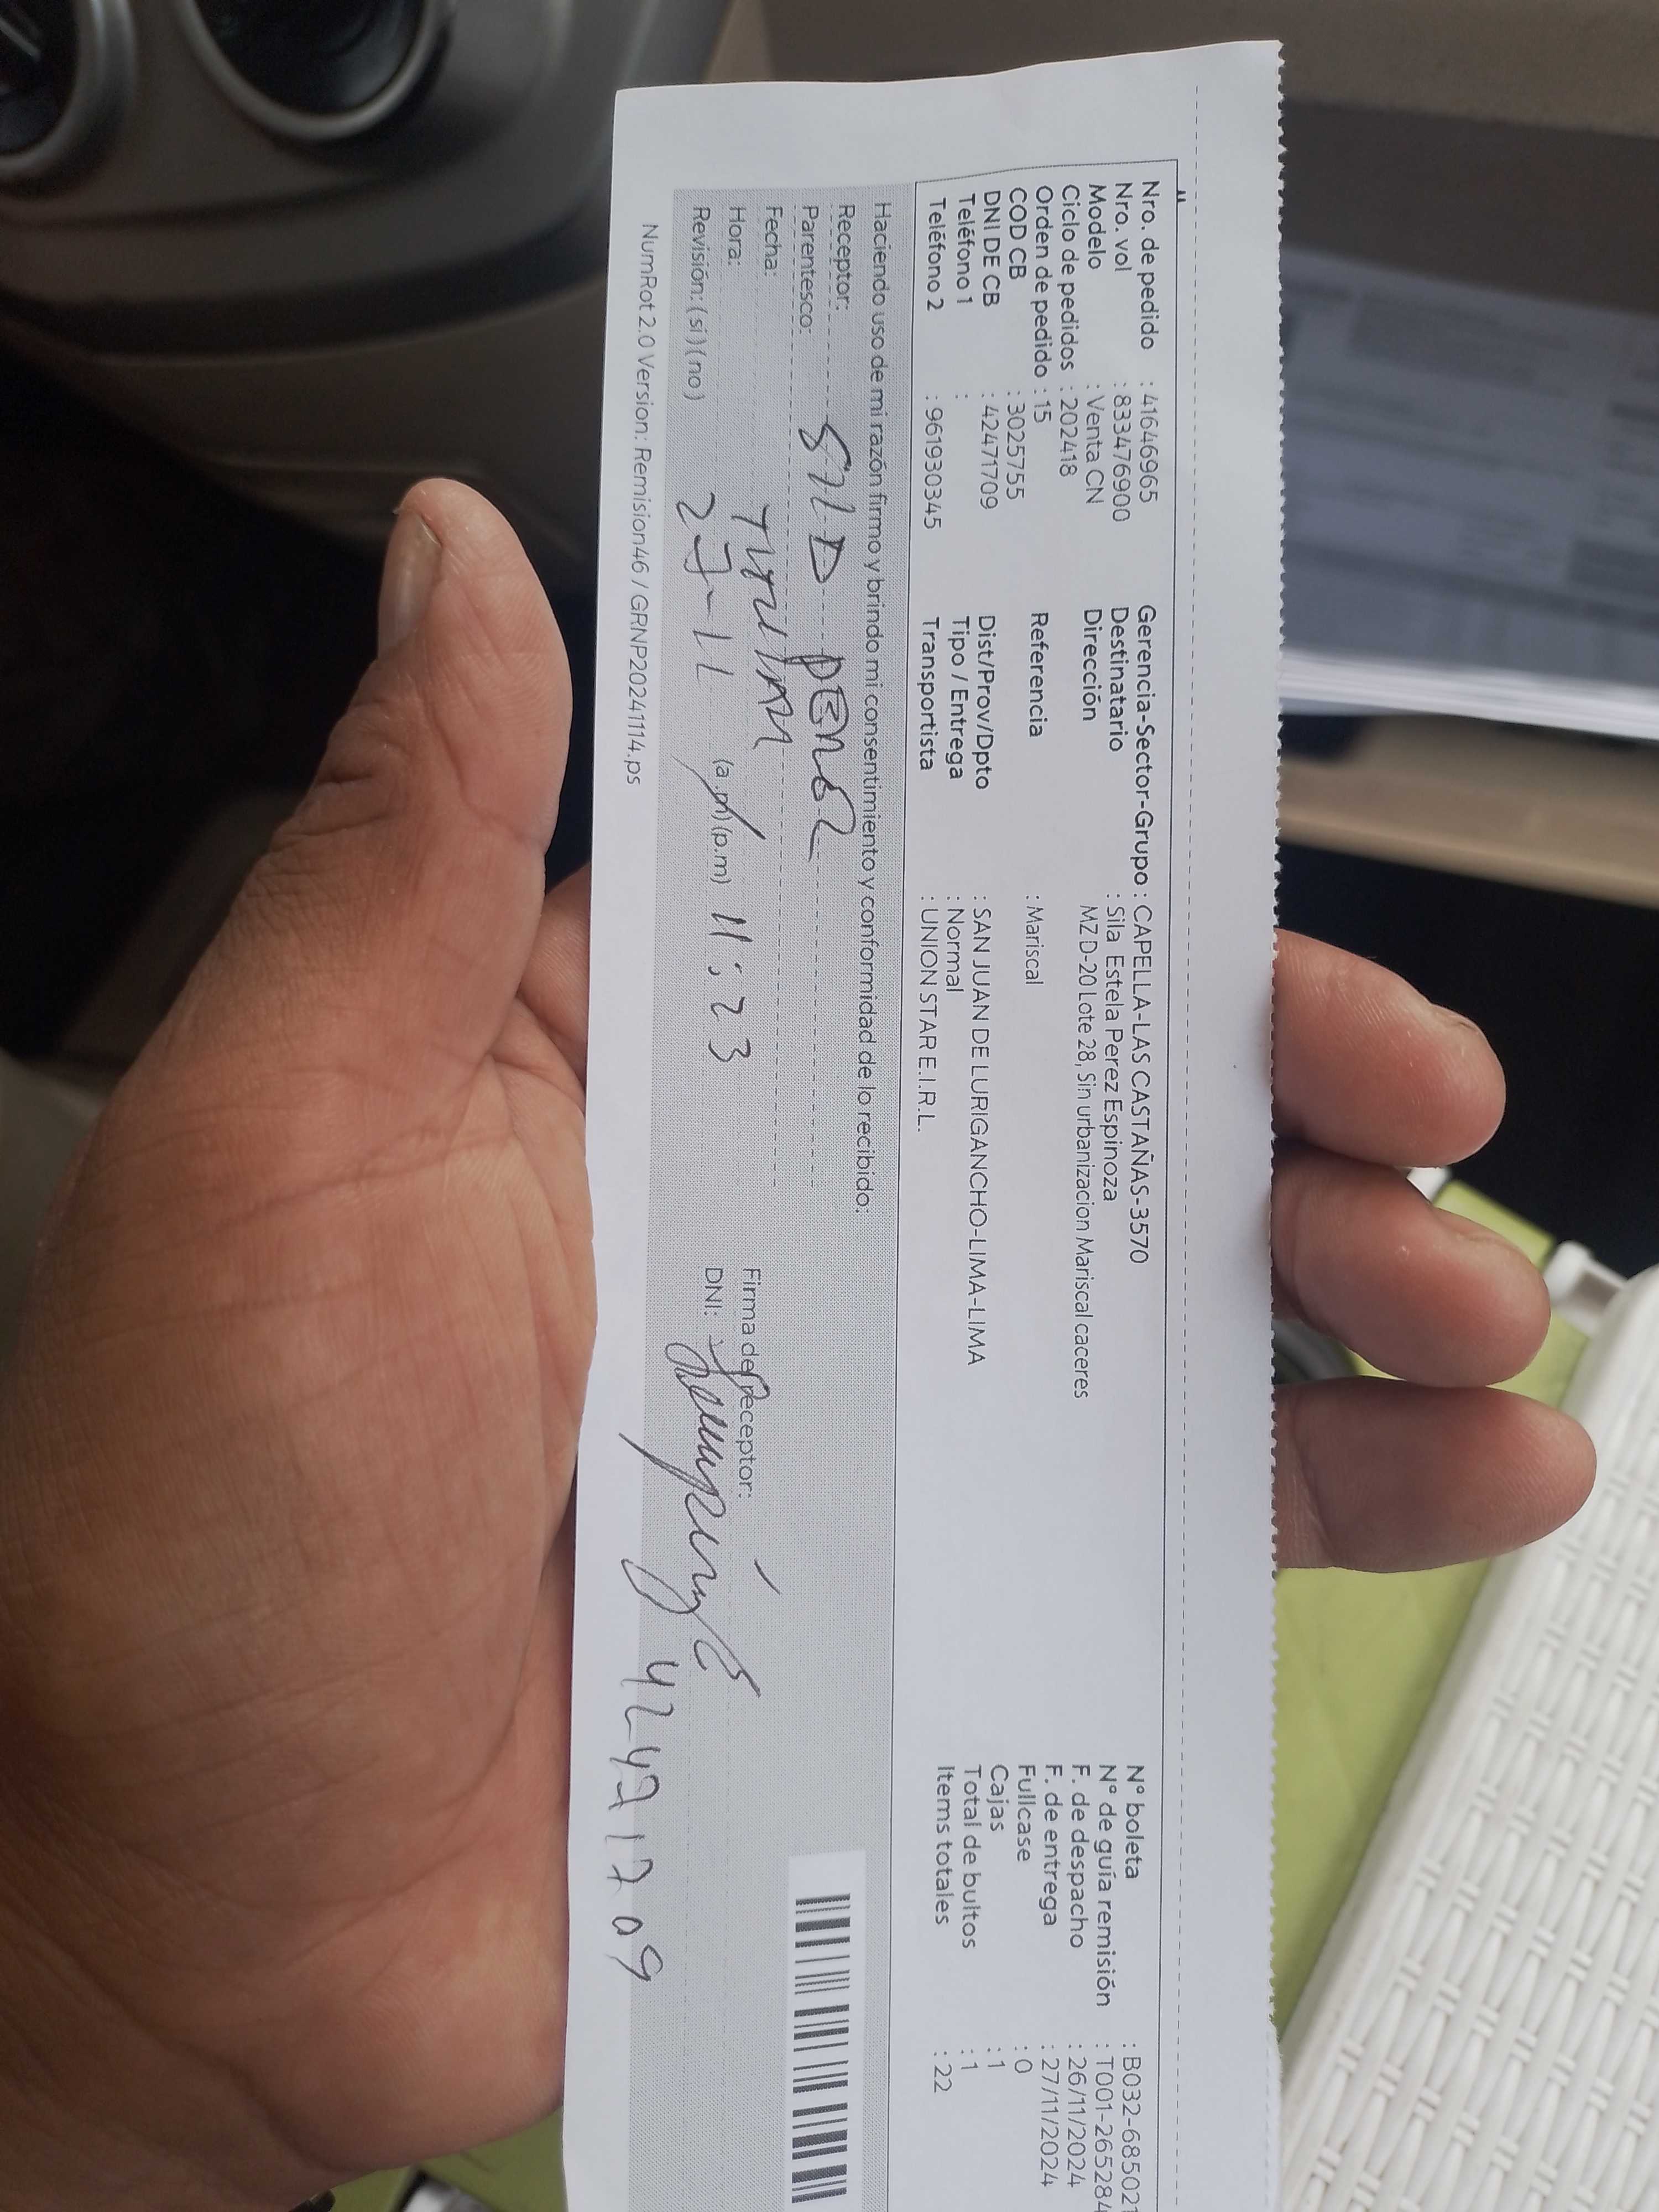 Nro. de pedido : 41646965 Gerencia-Sector-Grupo : CAPELLA-LAS CASTAÑAS-3570 N° boleta : B032-685021
Nro. vol : 833476900 Destinatario : Sila Estela Perez Espinoza N° de guía remisión : T001-265284
Modelo : Venta CN Dirección MZ D-20 Lote 28, Sin urbanizacion Mariscal caceres F. de despacho : 26/11/2024
Ciclo de pedidos : 202418 F. de entrega : 27/11/2024
Orden de pedido : 15 Referencia : Mariscal Fullcase : 0
COD CB : 3025755 Cajas : 1
DNI DE CB : 42471709 Dist/Prov/Dpto : SAN JUAN DE LURIGANCHO-LIMA-LIMA Total de bultos : 1
Teléfono 1 : Tipo / Entrega : Normal Items totales : 22
Teléfono 2 : 961930345 Transportista : UNION STAR E.I.R.L.
Haciendo uso de mi razón firmo y brindo mi consentimiento y conformidad de lo recibido:
Receptor:
Parentesco:
Fecha: Firma del receptor:
Hora: 27-11 (a.m) (p.m) 11:23 DNI:
Revisión: (si) (no) 42471709
NumRot 2.0 Version: Remision46 / GRNP20241114.ps